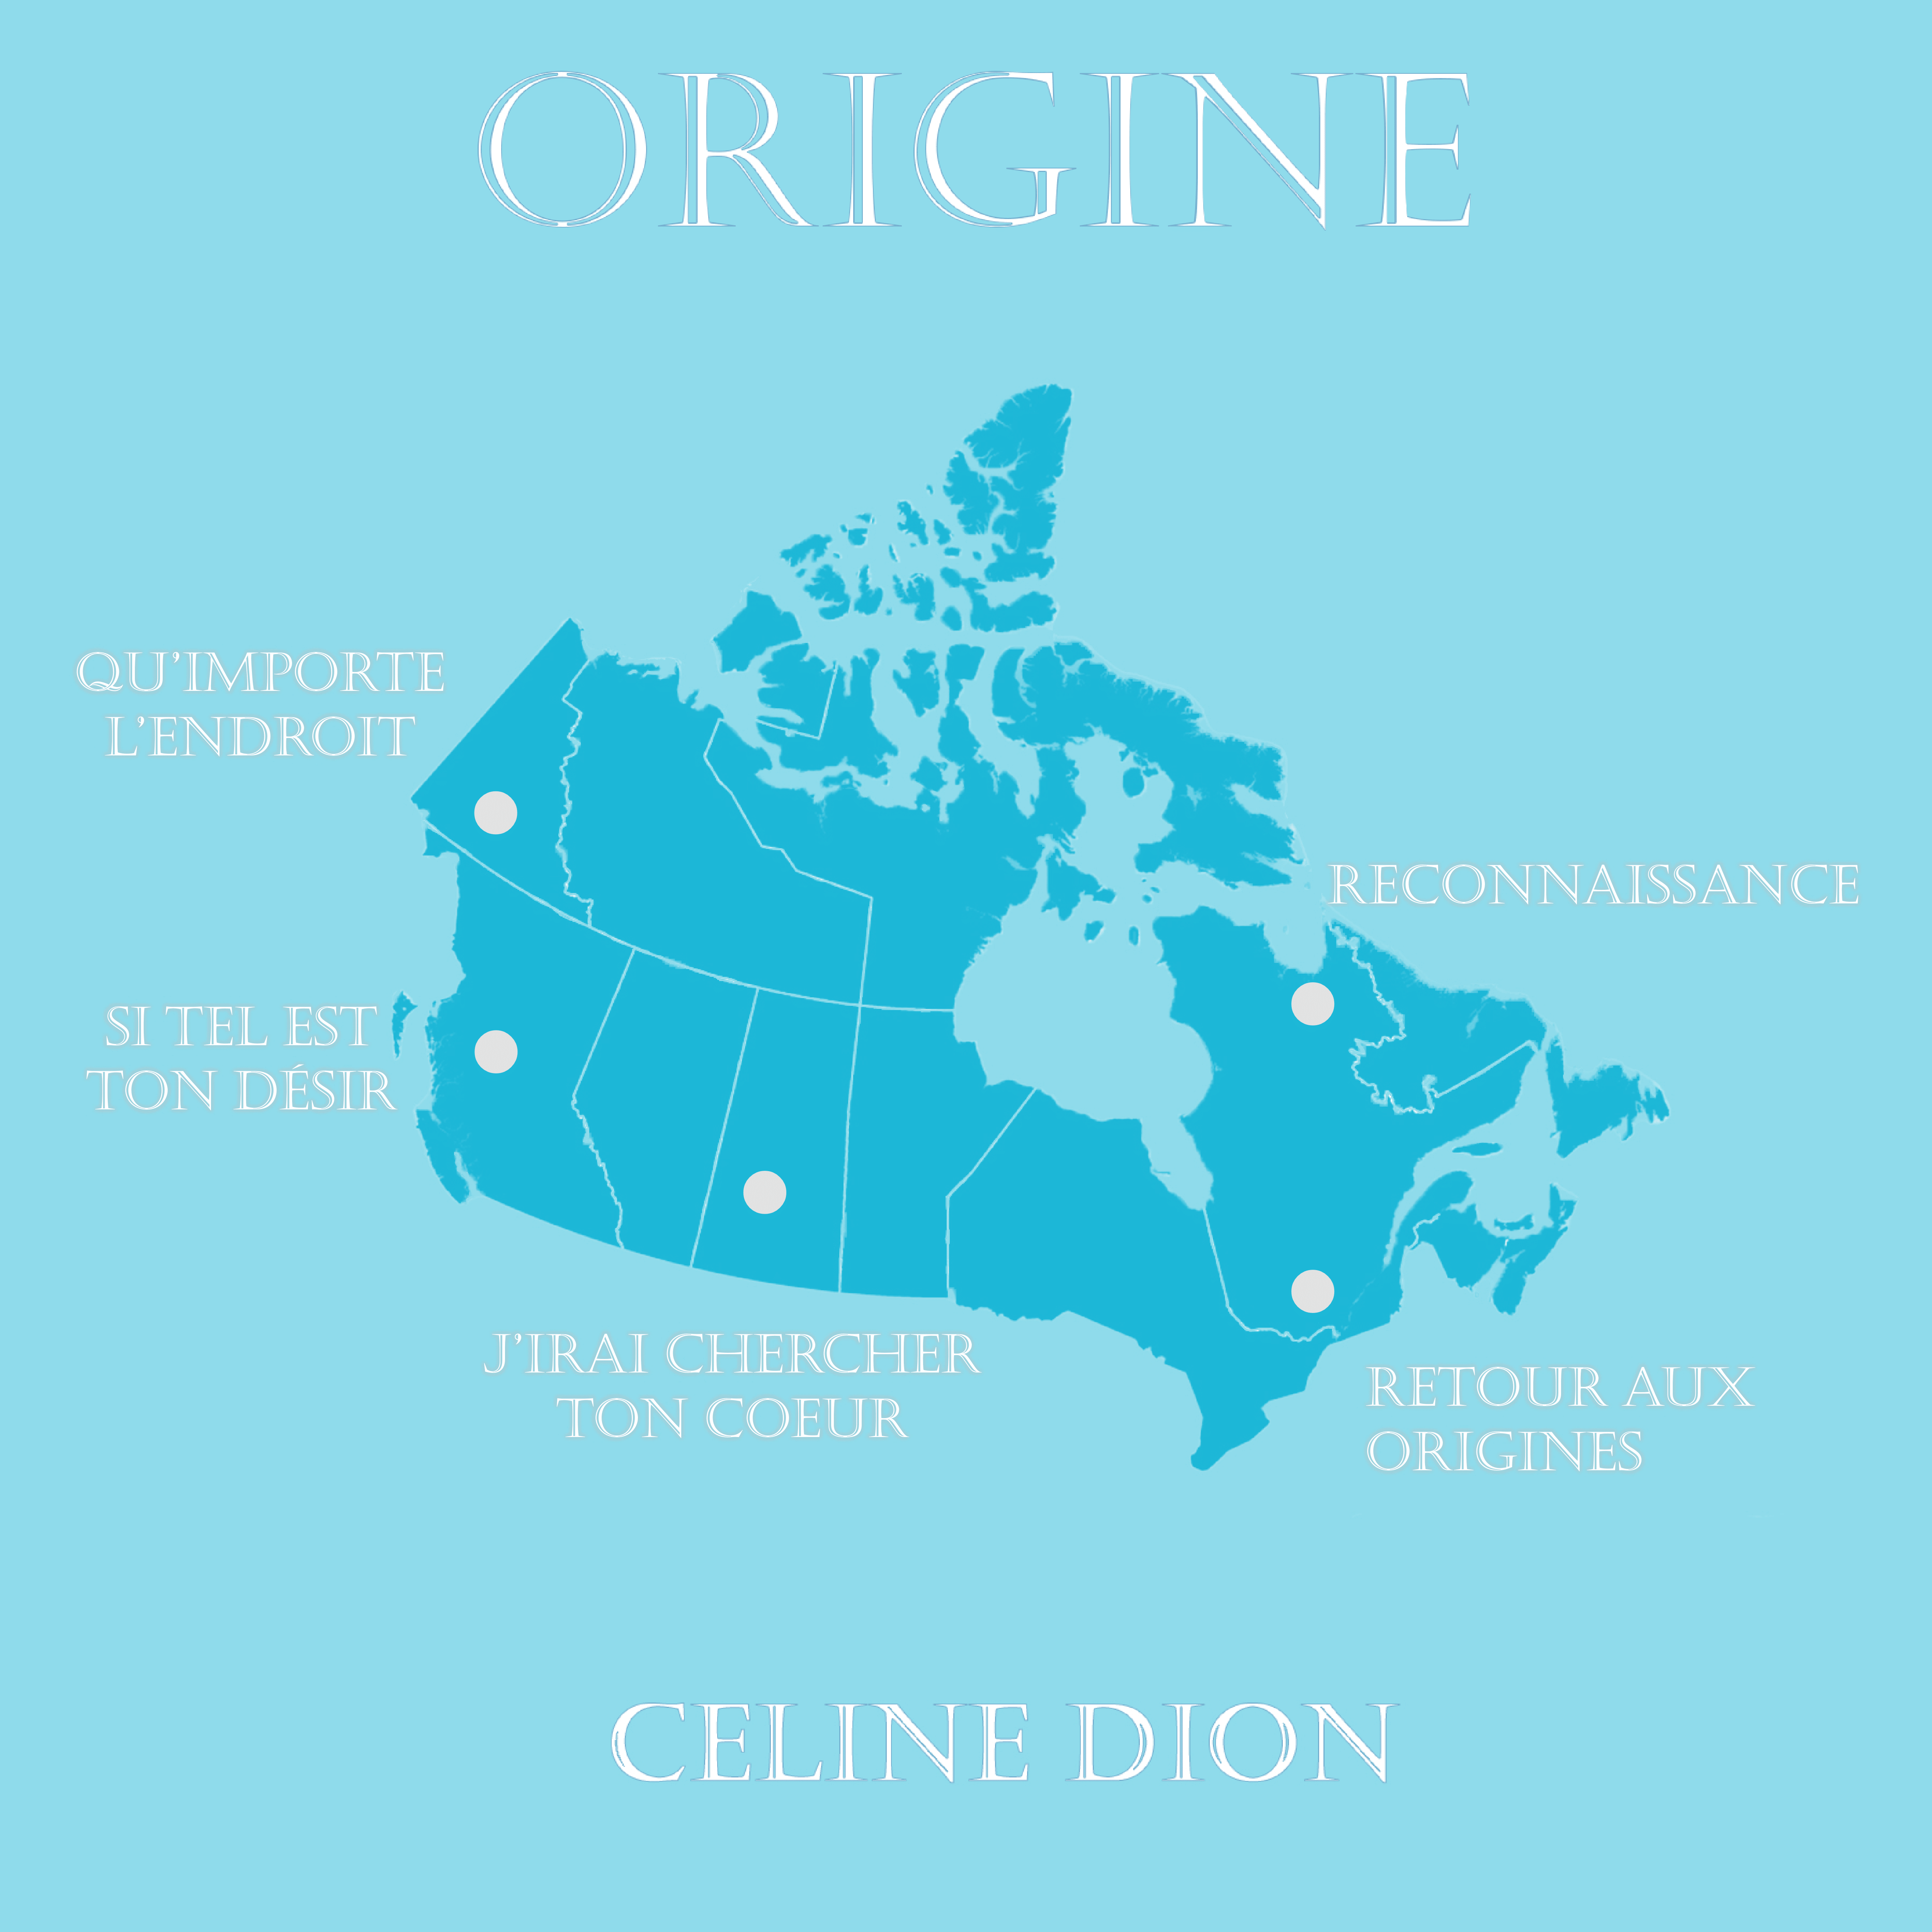 ORIGINE
QU'IMPORTE
L'ENDROIT
RECONNAISSANCE
SI TEL EST
TON DÉSIR
J'IRAI CHERCHER
TON COEUR
RETOUR AUX
ORIGINES
CELINE DION